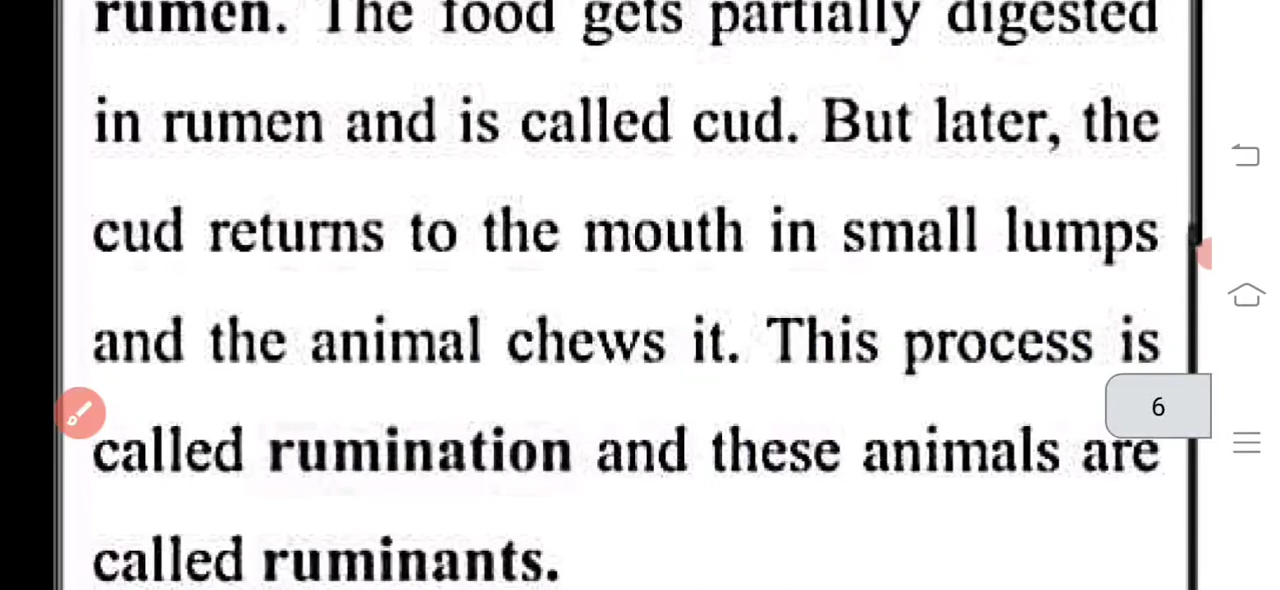 rumen. The food gets partially digested
in rumen and is called cud. But later, the
cud returns to the mouth in small lumps
and the animal chews it. This process is
6
called rumination and these animals are
called ruminants.